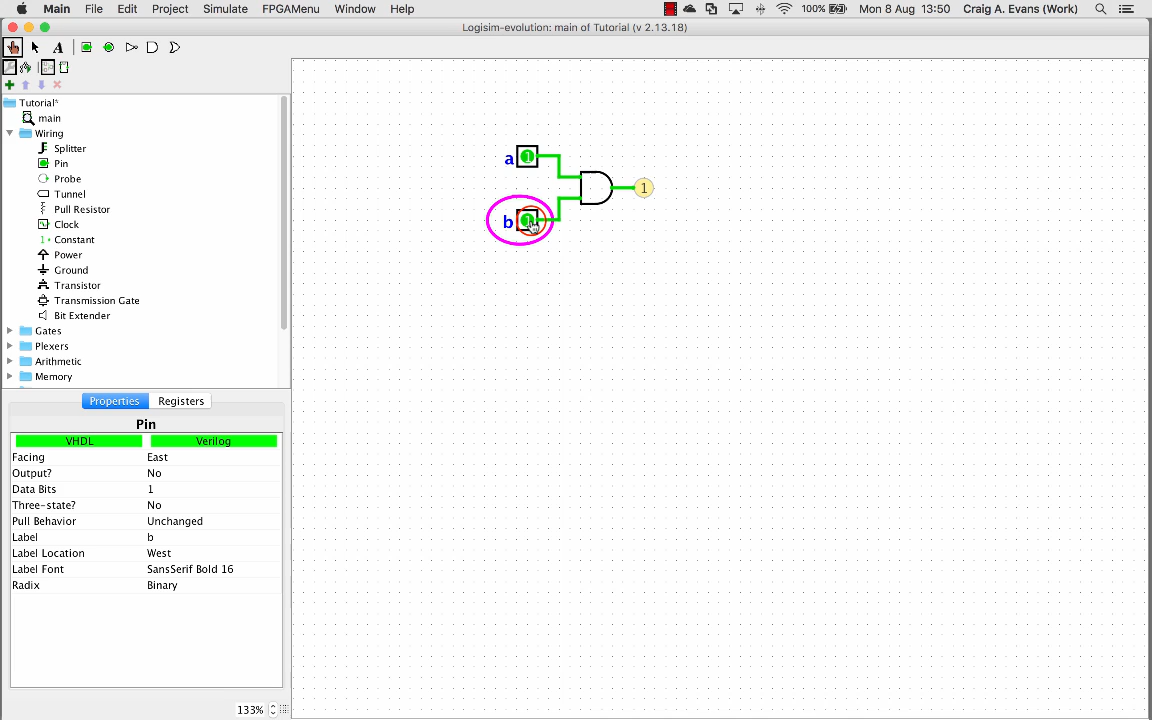 Main File Edit Project Simulate FPGAMenu Window Help 100% Mon 8 Aug 13:50 Craig A. Evans (Work)
Logisim-evolution: main of Tutorial (v 2.13.18)
A
Tutorial*
main
Wiring
Splitter
Pin
Probe
Tunnel
Pull Resistor
Clock
1 Constant
Power
Ground
Transistor
Transmission Gate
Bit Extender
Gates
Plexers
Arithmetic
Memory
a 1
1
b 1
Properties Registers
Pin
VHDL Verilog
Facing East
Output? No
Data Bits 1
Three-state? No
Pull Behavior Unchanged
Label b
Label Location West
Label Font SansSerif Bold 16
Radix Binary
133%